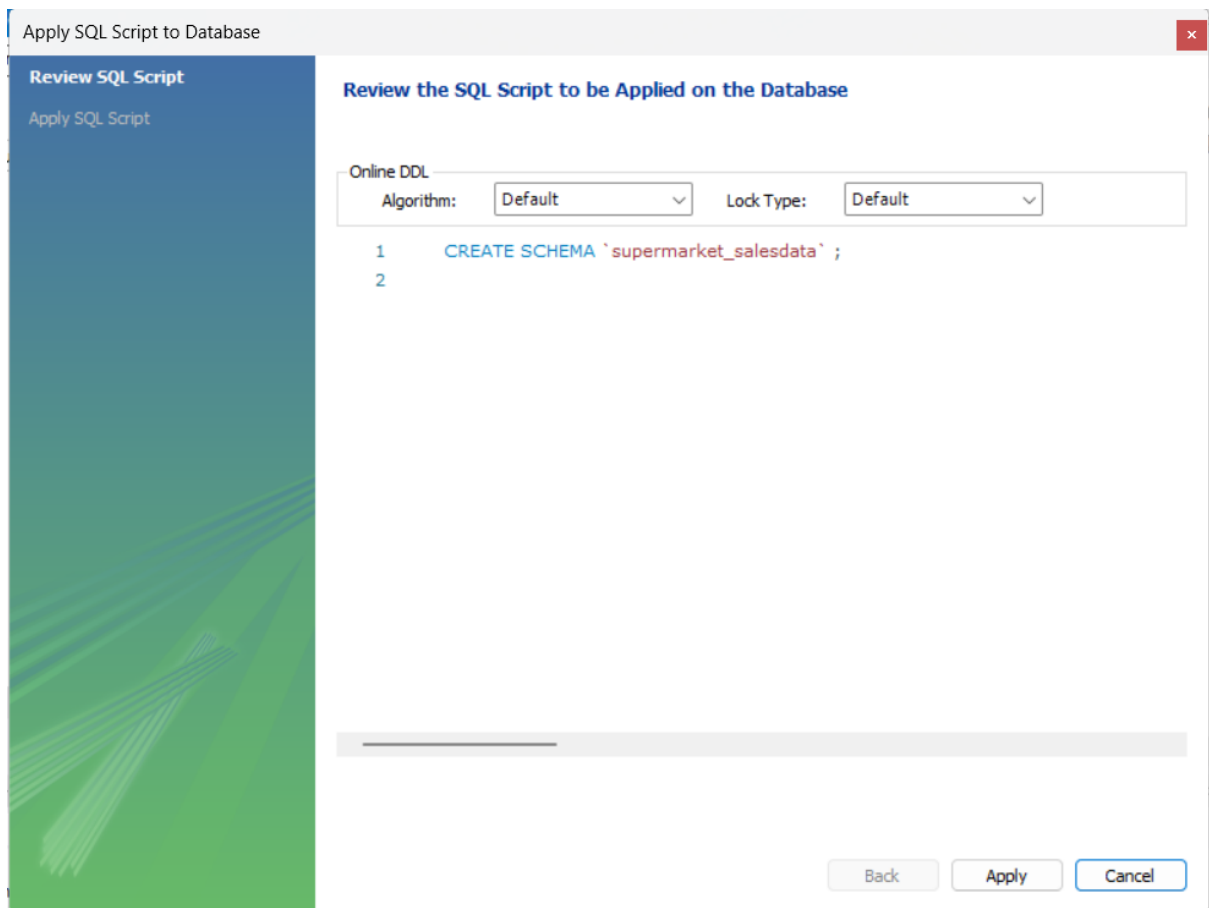 Apply SQL Script to Database
Review SQL Script
Apply SQL Script
Review the SQL Script to be Applied on the Database
Online DDL
Algorithm: Default Lock Type: Default
1 CREATE SCHEMA `supermarket_salesdata` ;
2
Back Apply Cancel